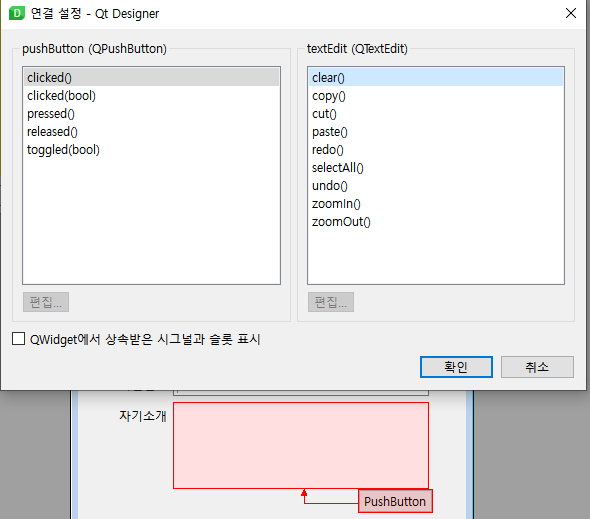 연결 설정 - Qt Designer
pushButton (QPushButton)
clicked()
clicked(bool)
pressed()
released()
toggled(bool)
편집...
textEdit (QTextEdit)
clear()
copy()
cut()
paste()
redo()
selectAll()
undo()
zoomIn()
zoomOut()
편집...
QWidget에서 상속받은 시그널과 슬롯 표시
확인
취소
자기소개
PushButton